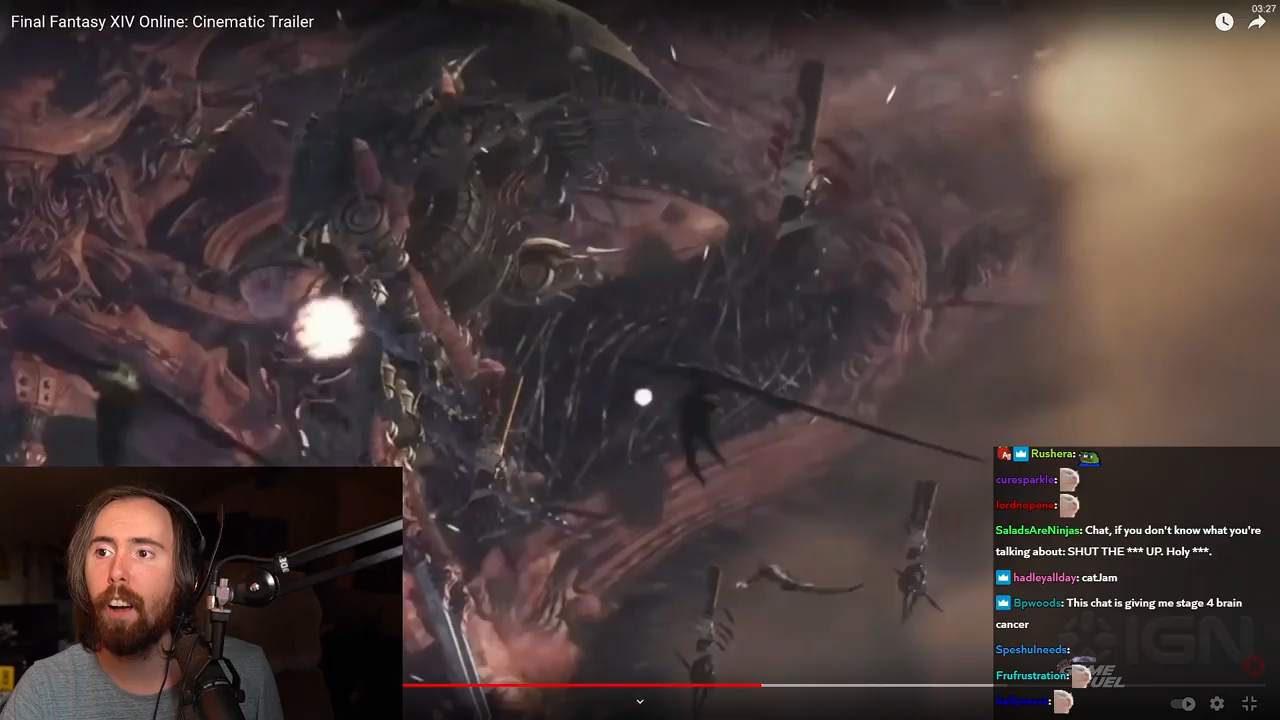 Final Fantasy XIV Online: Cinematic Trailer
03:27
Rushera:
curesparkle:
lordnopone:
SaladsAreNinjas: Chat, if you don't know what you're
talking about: SHUT THE *** UP. Holy ***.
hadleyallday: catJam
Bpwoods: This chat is giving me stage 4 brain
cancer
IGN
Speshulneeds:
Frufrustration: